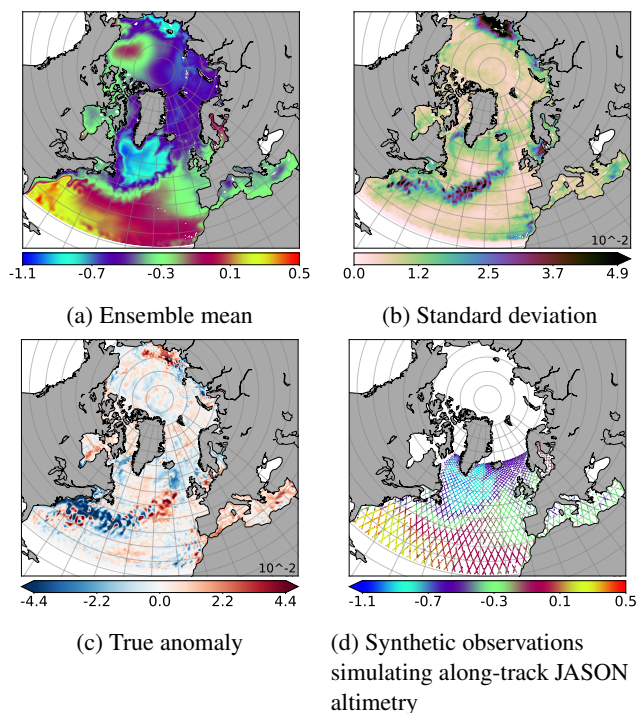 -1.1 -0.7 -0.3 0.1 0.5
(a) Ensemble mean
10^-2
0.0 1.2 2.5 3.7 4.9
(b) Standard deviation
10^-2
-4.4 -2.2 0.0 2.2 4.4
(c) True anomaly
-1.1 -0.7 -0.3 0.1 0.5
(d) Synthetic observations
simulating along-track JASON
altimetry